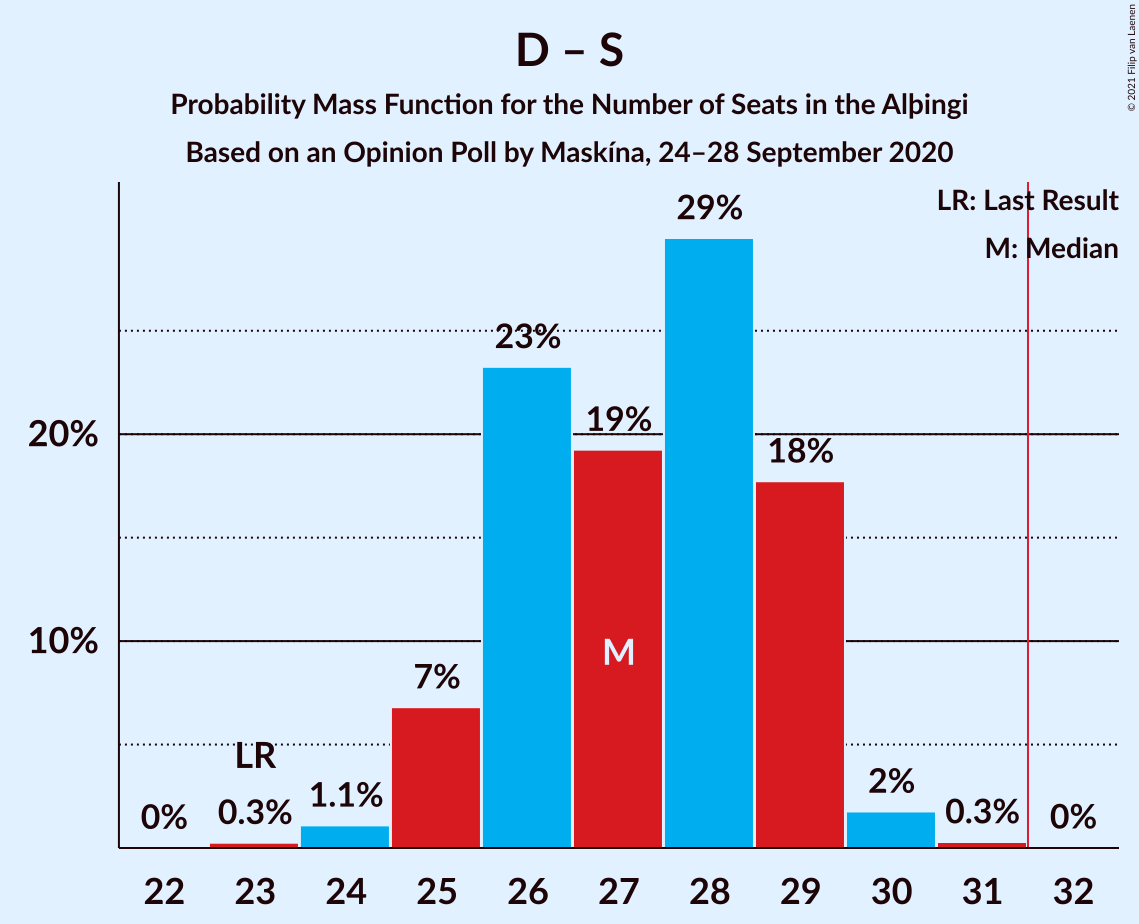 D – S
Probability Mass Function for the Number of Seats in the Alþingi
Based on an Opinion Poll by Maskína, 24–28 September 2020
© 2021 Filip van Laenen
LR: Last Result
M: Median
29%
23%
20%
19%
18%
10%
M
7%
LR
0%
0.3%
1.1%
2%
0.3%
0%
22 23 24 25 26 27 28 29 30 31 32